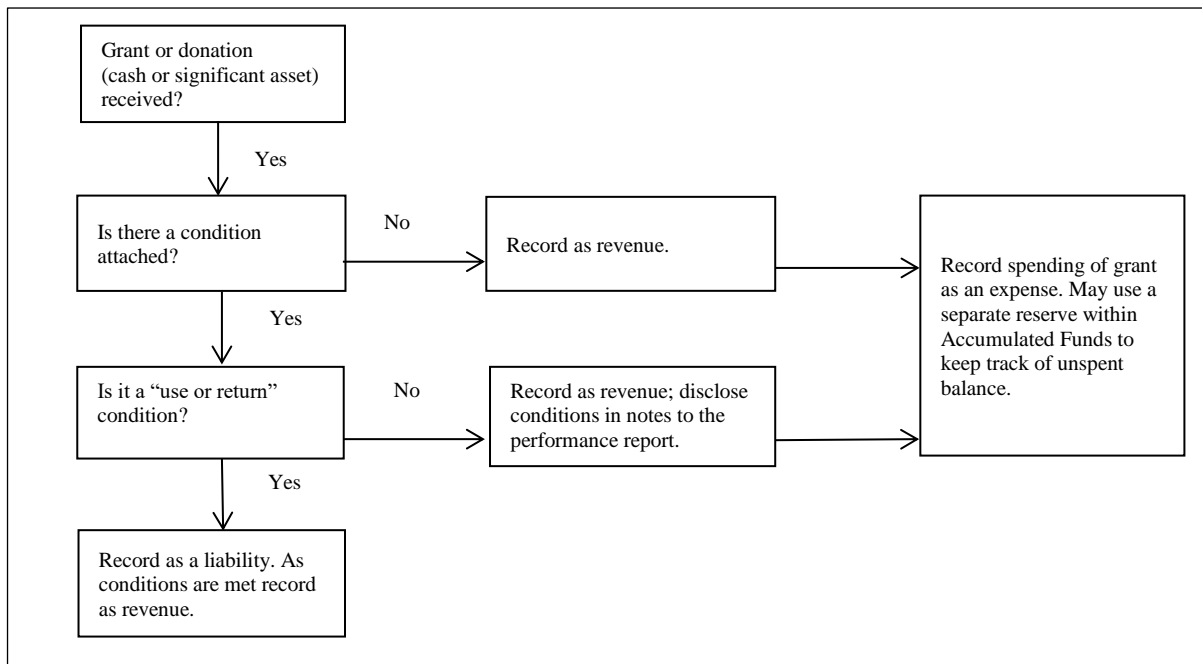 Grant or donation
(cash or significant asset)
received?
Yes
Is there a condition
attached?
No
Record as revenue.
Record spending of grant
as an expense. May use a
separate reserve within
Accumulated Funds to
keep track of unspent
balance.
Yes
Is it a “use or return”
condition?
No
Record as revenue; disclose
conditions in notes to the
performance report.
Yes
Record as a liability. As
conditions are met record
as revenue.